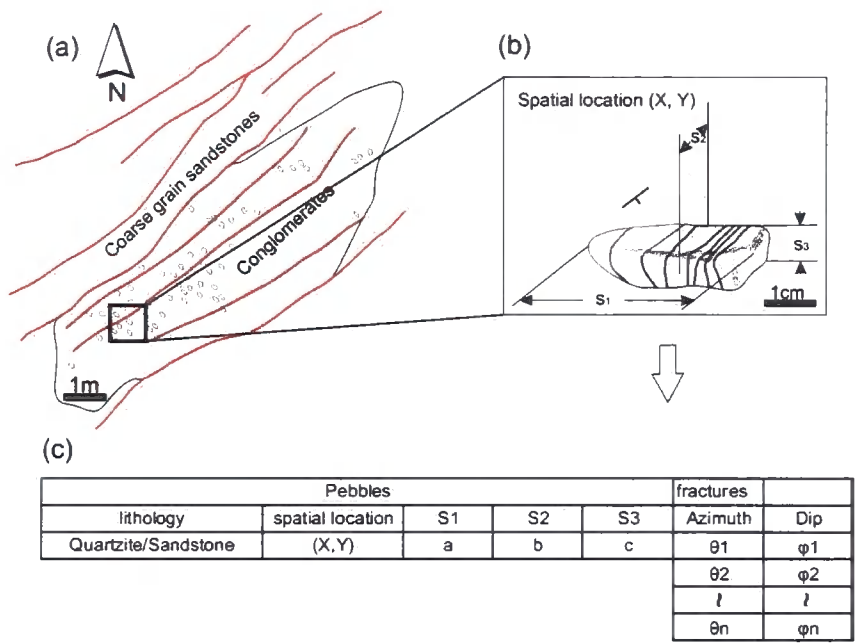 (a)
N
Coarse grain sandstones
Conglomerates
1m
(b)
Spatial location (X, Y)
S2
S3
S1
1cm
(c)
Pebbles fractures
lithology spatial location S1 S2 S3 Azimuth Dip
Quartzite/Sandstone (X,Y) a b c θ1 φ1
θ2 φ2
≀ ≀
θn φn